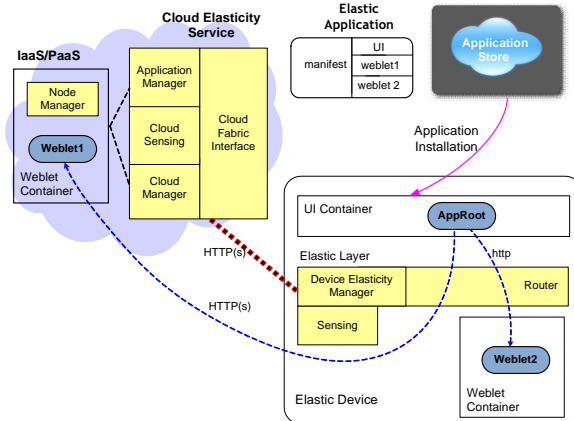 Cloud Elasticity
Service
Elastic
Application
IaaS/PaaS
Node
Manager
Weblet1
Weblet
Container
Application
Manager
Cloud
Sensing
Cloud
Manager
Cloud
Fabric
Interface
manifest
UI
weblet1
weblet 2
Application
Store
Application
Installation
UI Container
AppRoot
HTTP(s)
http
Elastic Layer
Device Elasticity
Manager
Router
HTTP(s)
Sensing
Weblet2
Weblet
Container
Elastic Device